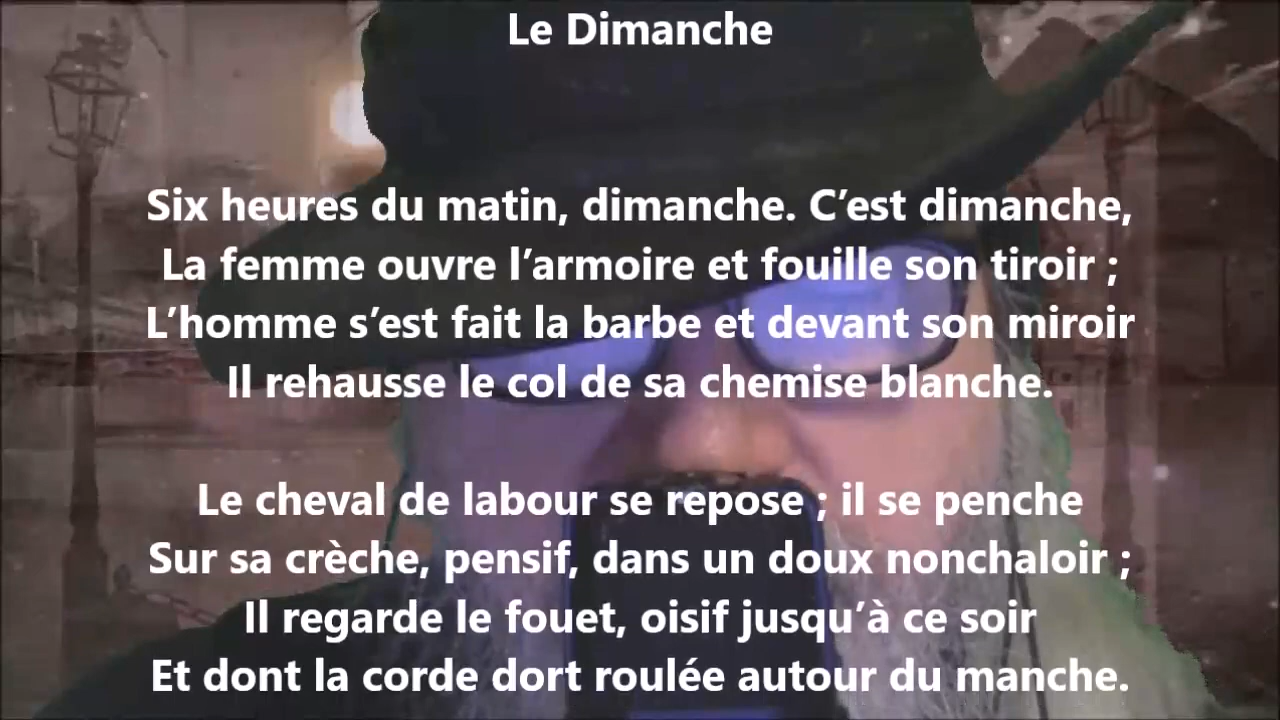 Le Dimanche
Six heures du matin, dimanche. C’est dimanche,
La femme ouvre l’armoire et fouille son tiroir ;
L’homme s’est fait la barbe et devant son miroir
Il rehausse le col de sa chemise blanche.
Le cheval de labour se repose ; il se penche
Sur sa crèche, pensif, dans un doux nonchaloir ;
Il regarde le fouet, oisif jusqu’à ce soir
Et dont la corde dort roulée autour du manche.